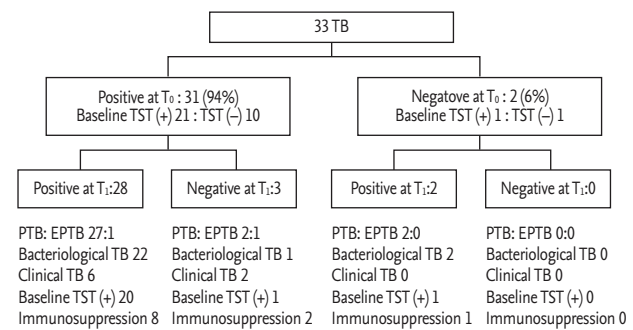 33 TB
Positive at T0 : 31 (94%)
Baseline TST (+) 21 : TST (–) 10
Negatove at T0 : 2 (6%)
Baseline TST (+) 1 : TST (–) 1
Positive at T1:28
Negative at T1:3
Positive at T1:2
Negative at T1:0
PTB: EPTB 27:1
Bacteriological TB 22
Clinical TB 6
Baseline TST (+) 20
Immunosuppression 8
PTB: EPTB 2:1
Bacteriological TB 1
Clinical TB 2
Baseline TST (+) 1
Immunosuppression 2
PTB: EPTB 2:0
Bacteriological TB 2
Clinical TB 0
Baseline TST (+) 1
Immunosuppression 1
PTB: EPTB 0:0
Bacteriological TB 0
Clinical TB 0
Baseline TST (+) 0
Immunosuppression 0